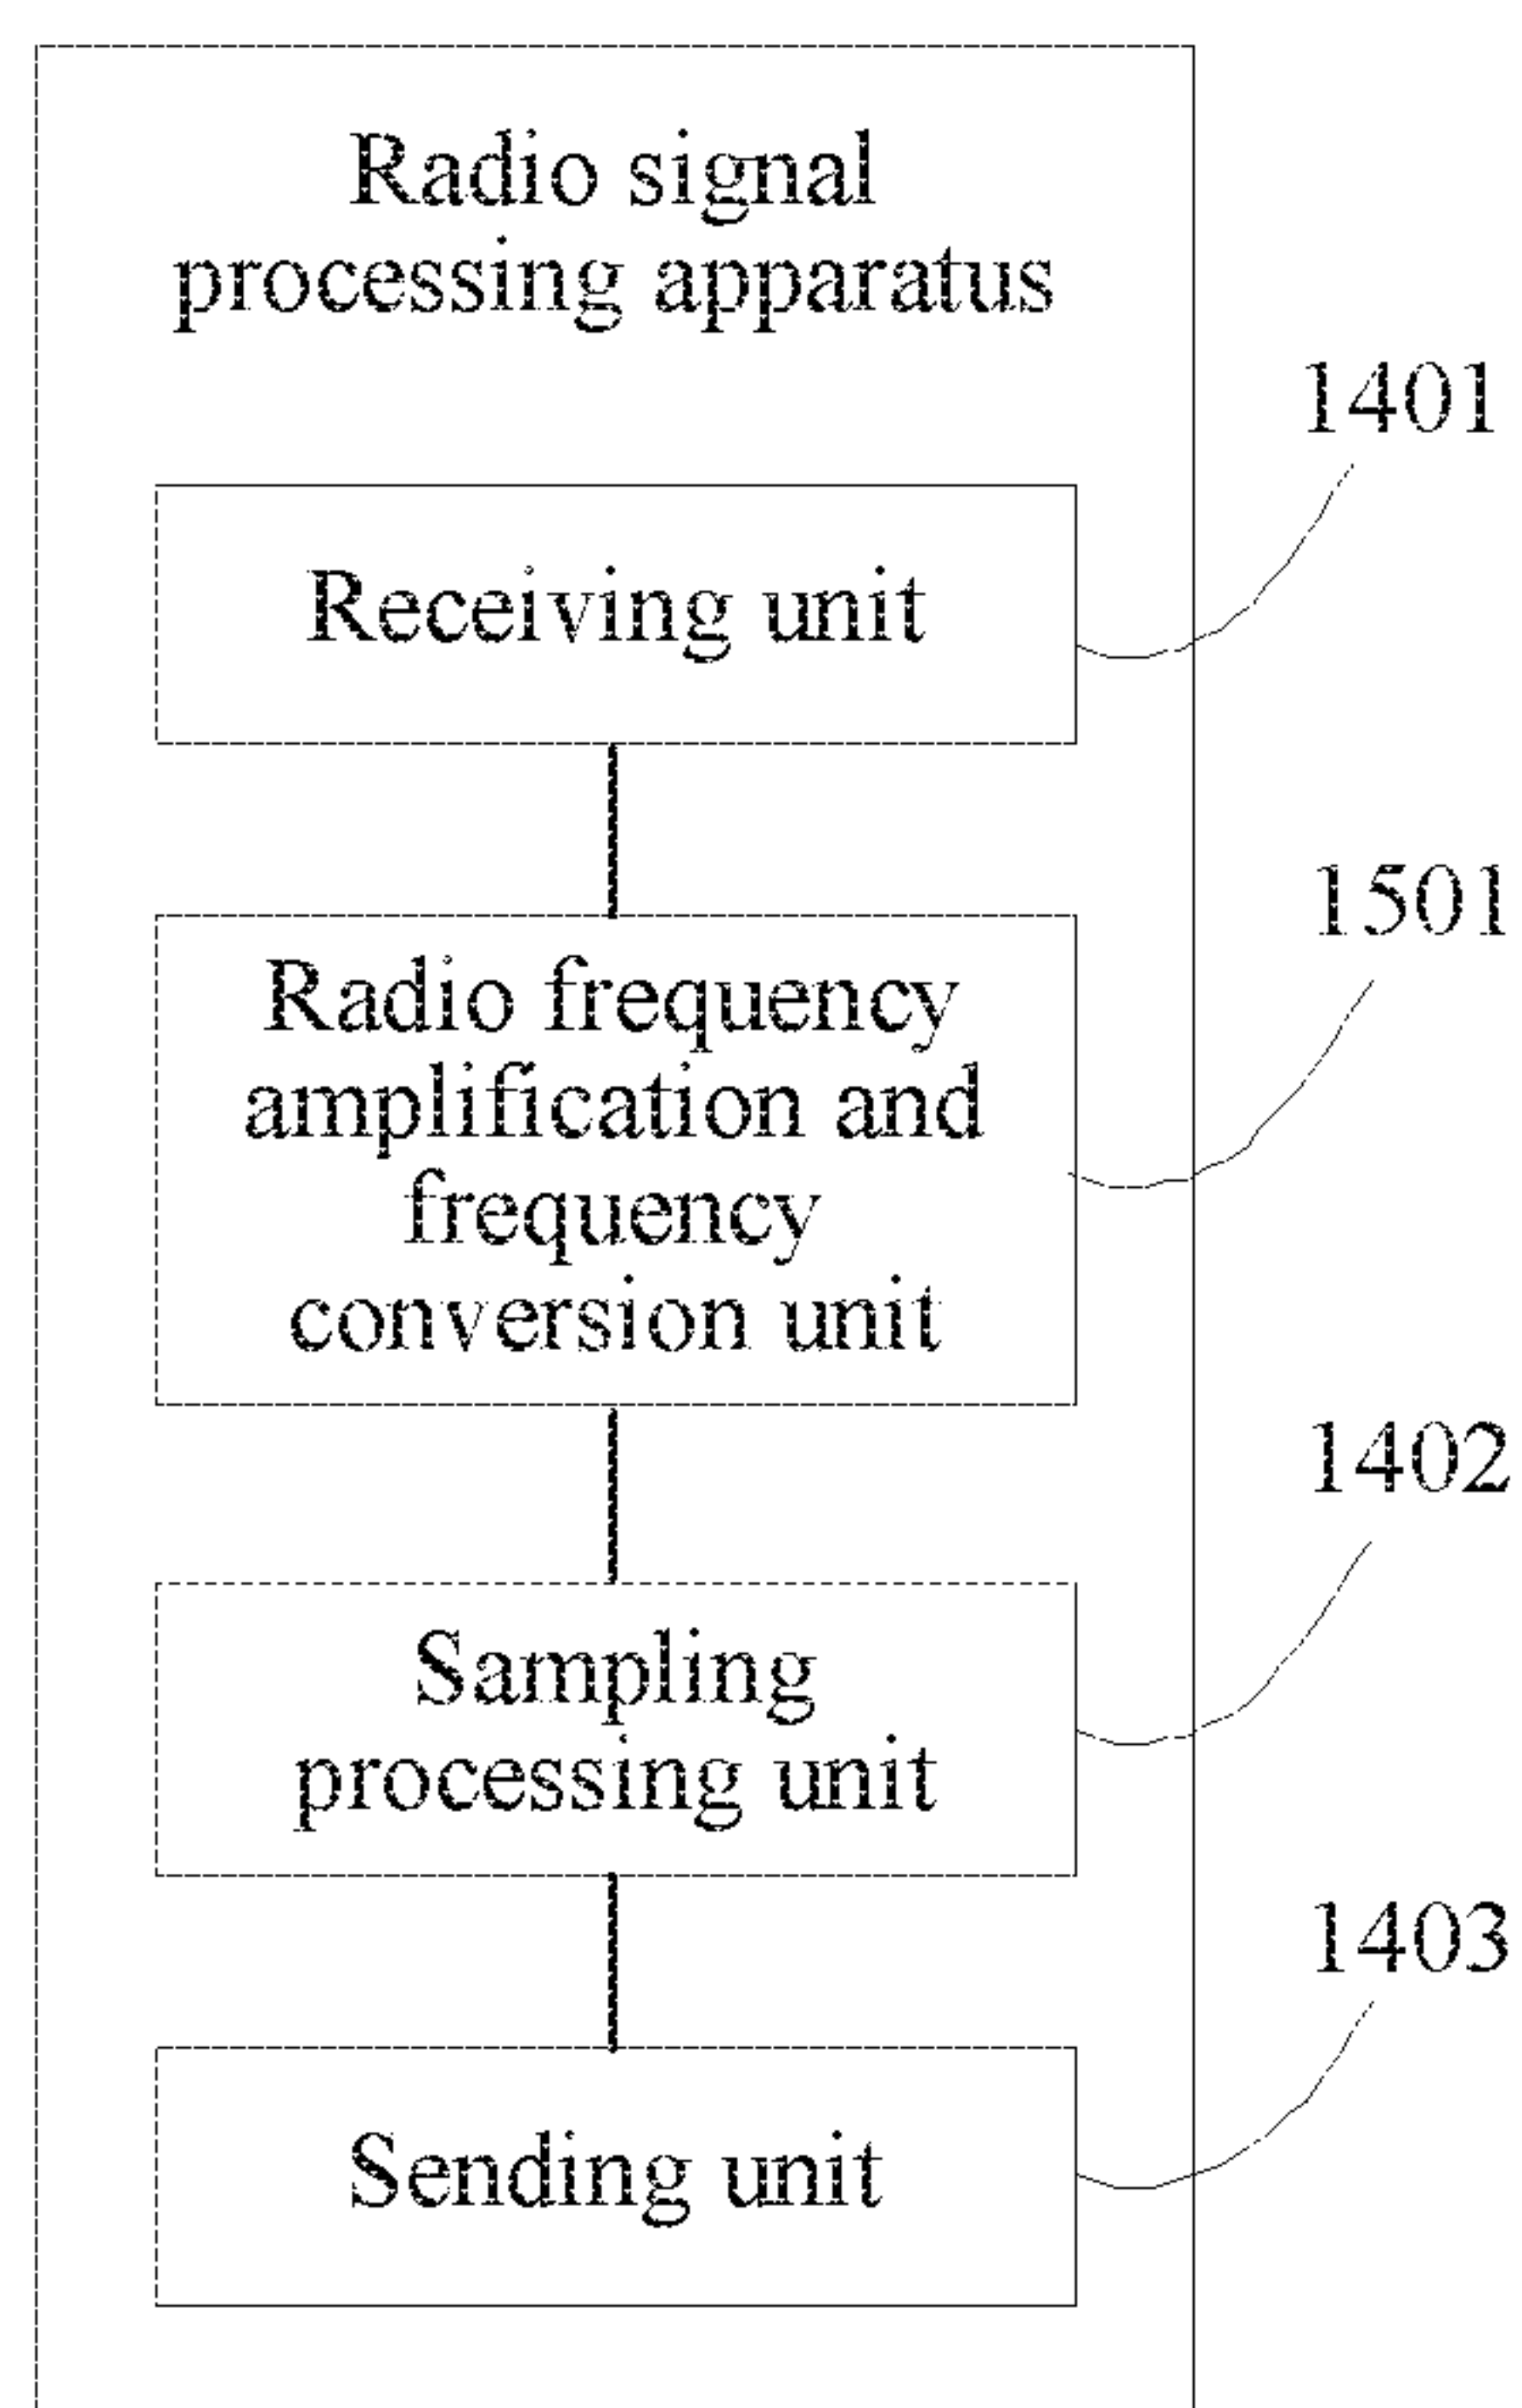 Radio signal
processing apparatus
1401
Receiving unit
1501
Radio frequency
amplification and
frequency
conversion unit
1402
Sampling
processing unit
1403
Sending unit